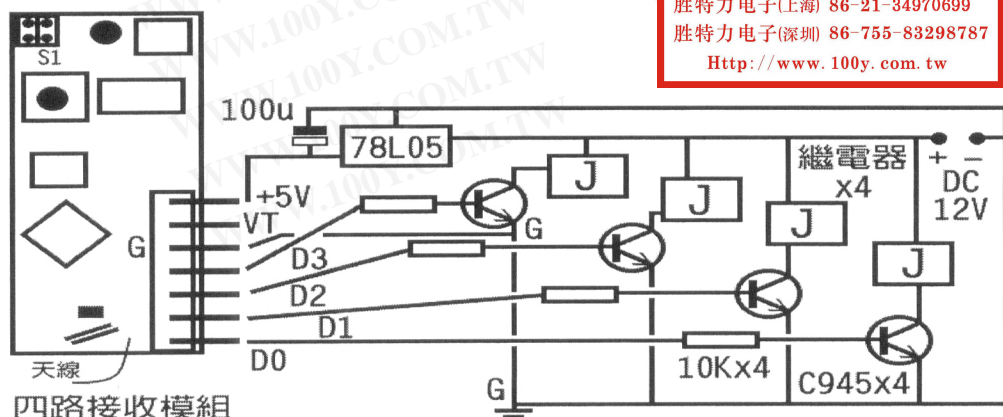 胜特力电子(上海) 86-21-34970699
胜特力电子(深圳) 86-755-83298787
Http://www.100y.com.tw
WWW.100Y.COM.TW
WWW.100Y.COM.TW
WWW.100Y.COM.TW
S1
100u
78L05
繼電器
x4
+ -
DC
12V
+5V
VT
G
D3
D2
D1
D0
J
J
J
J
G
10Kx4
C945x4
G
天線
四路接收模組